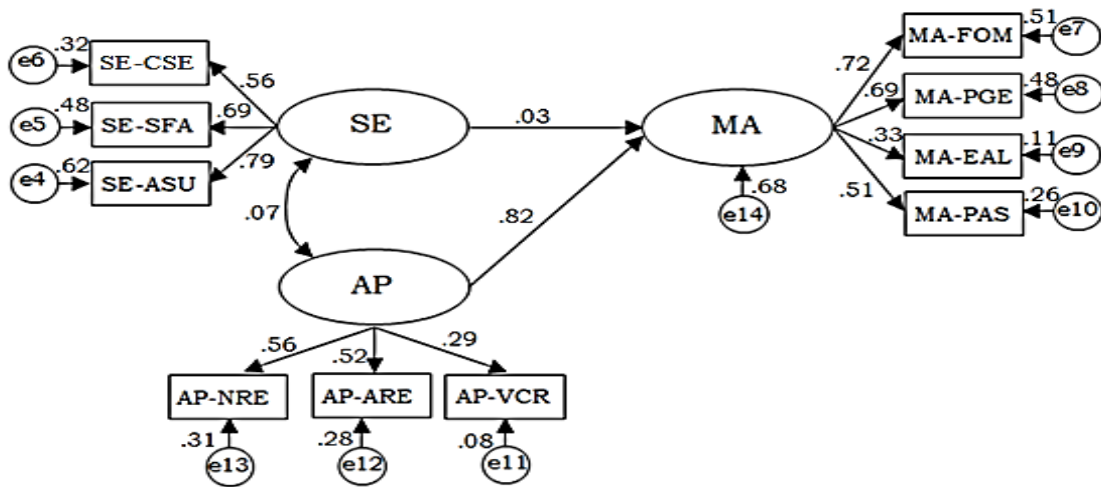 .32
e6
SE-CSE
.56
.48
e5
SE-SFA
.69
.62
e4
SE-ASU
.79
SE
.03
MA
.07
.82
.68
e14
.51
MA-FOM
e7
.72
.48
MA-PGE
e8
.69
.11
MA-EAL
e9
.33
.26
MA-PAS
e10
.51
AP
.56
.52
.29
AP-NRE
AP-ARE
AP-VCR
.31
.28
.08
e13
e12
e11